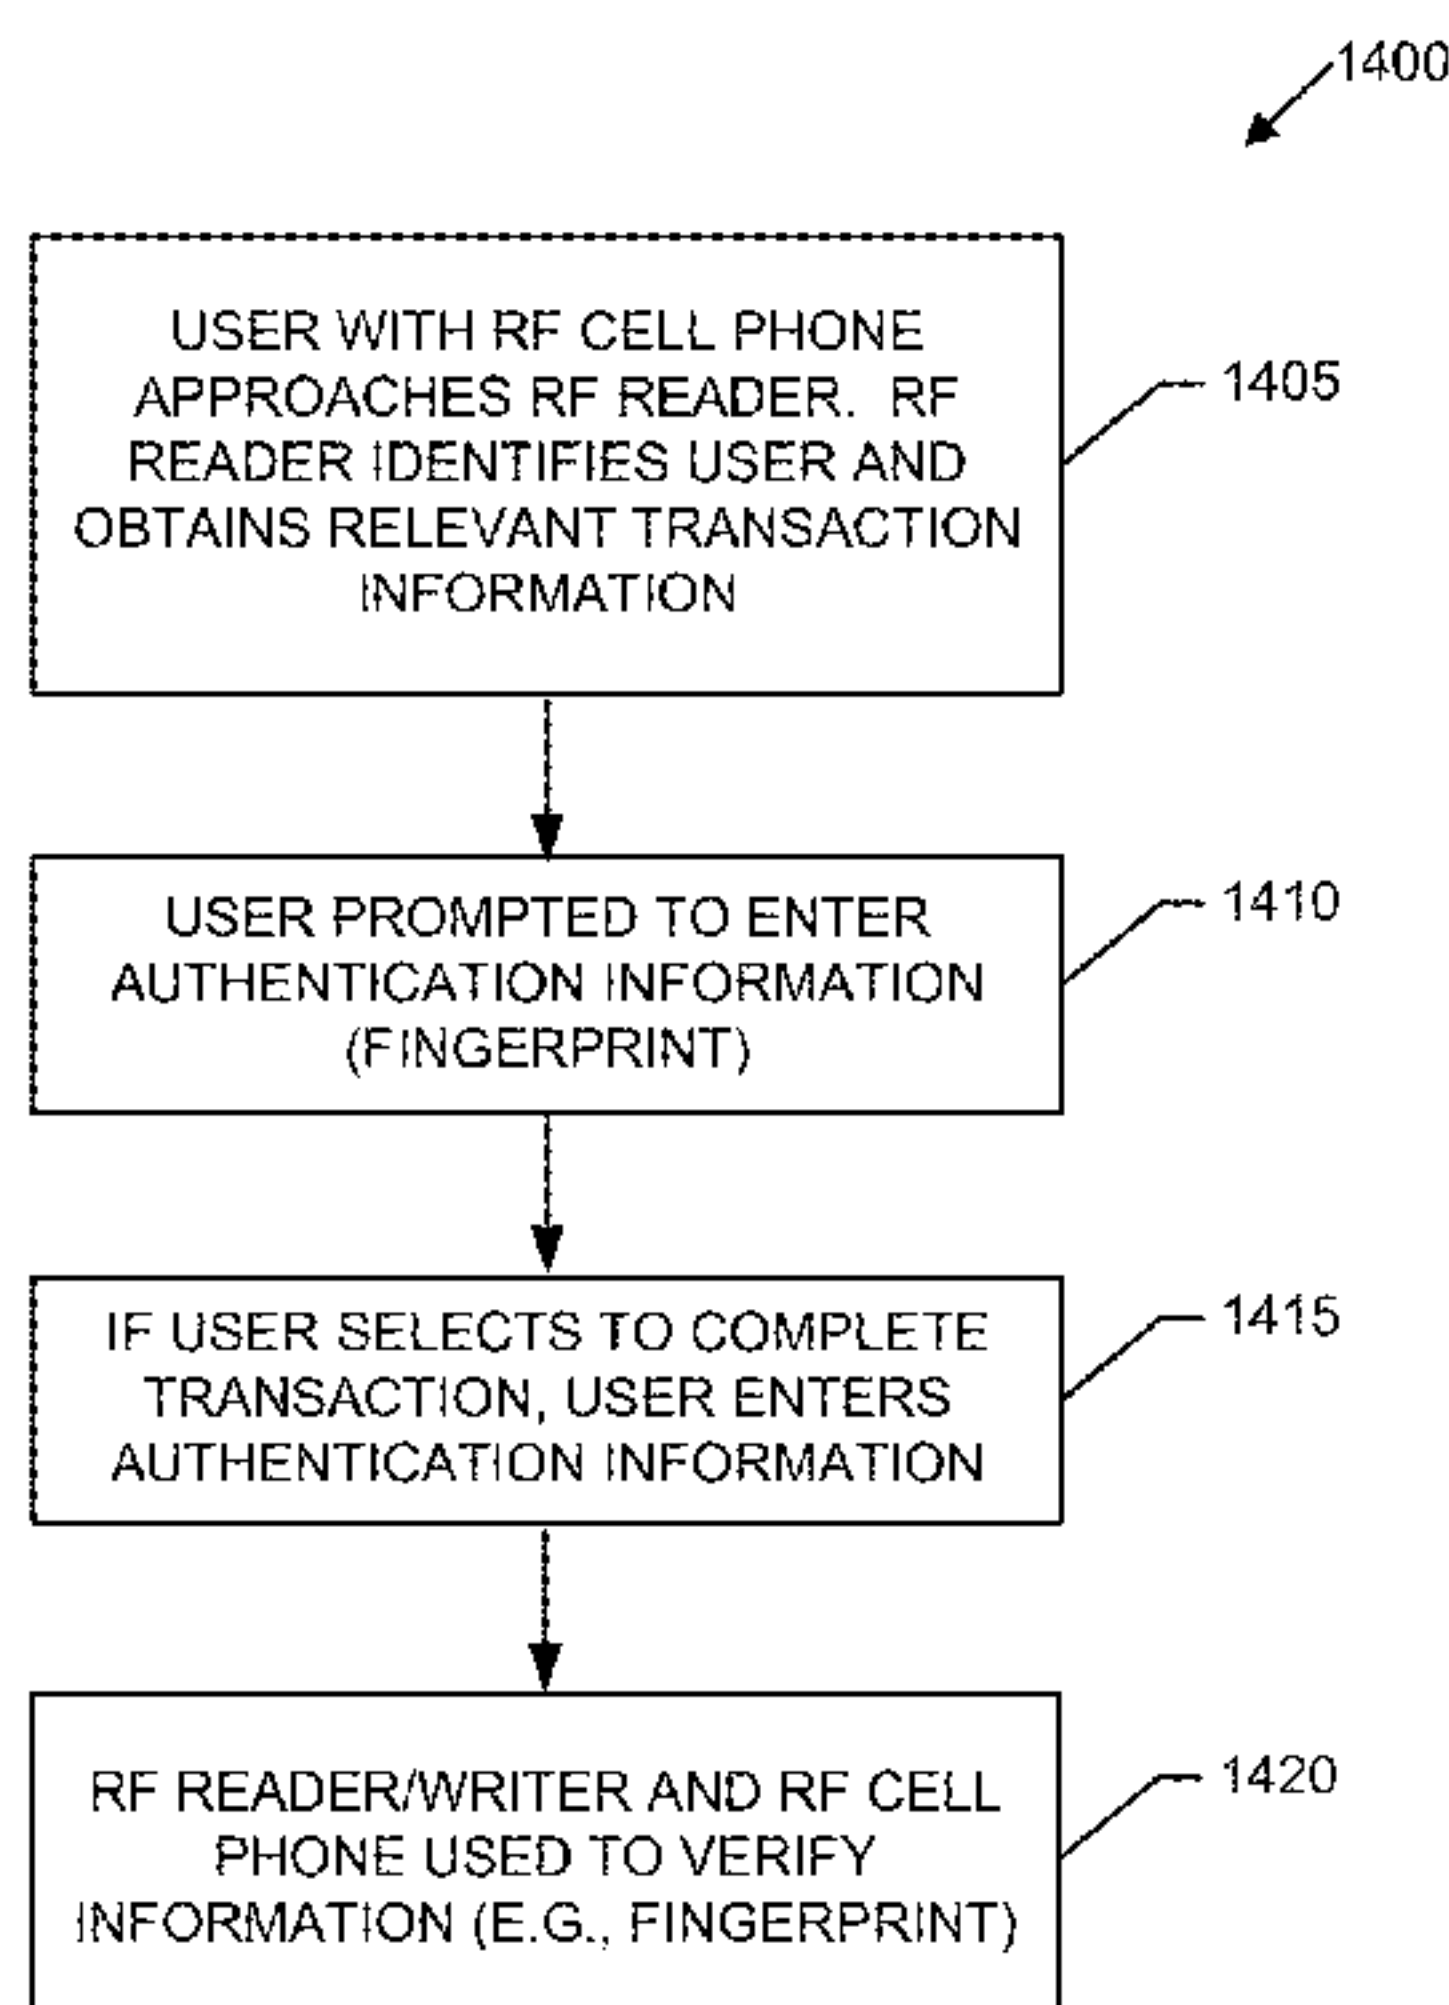 1400
USER WITH RF CELL PHONE
APPROACHES RF READER. RF
READER IDENTIFIES USER AND
OBTAINS RELEVANT TRANSACTION
INFORMATION
1405
USER PROMPTED TO ENTER
AUTHENTICATION INFORMATION
(FINGERPRINT)
1410
IF USER SELECTS TO COMPLETE
TRANSACTION, USER ENTERS
AUTHENTICATION INFORMATION
1415
RF READER/WRITER AND RF CELL
PHONE USED TO VERIFY
INFORMATION (E.G., FINGERPRINT)
1420